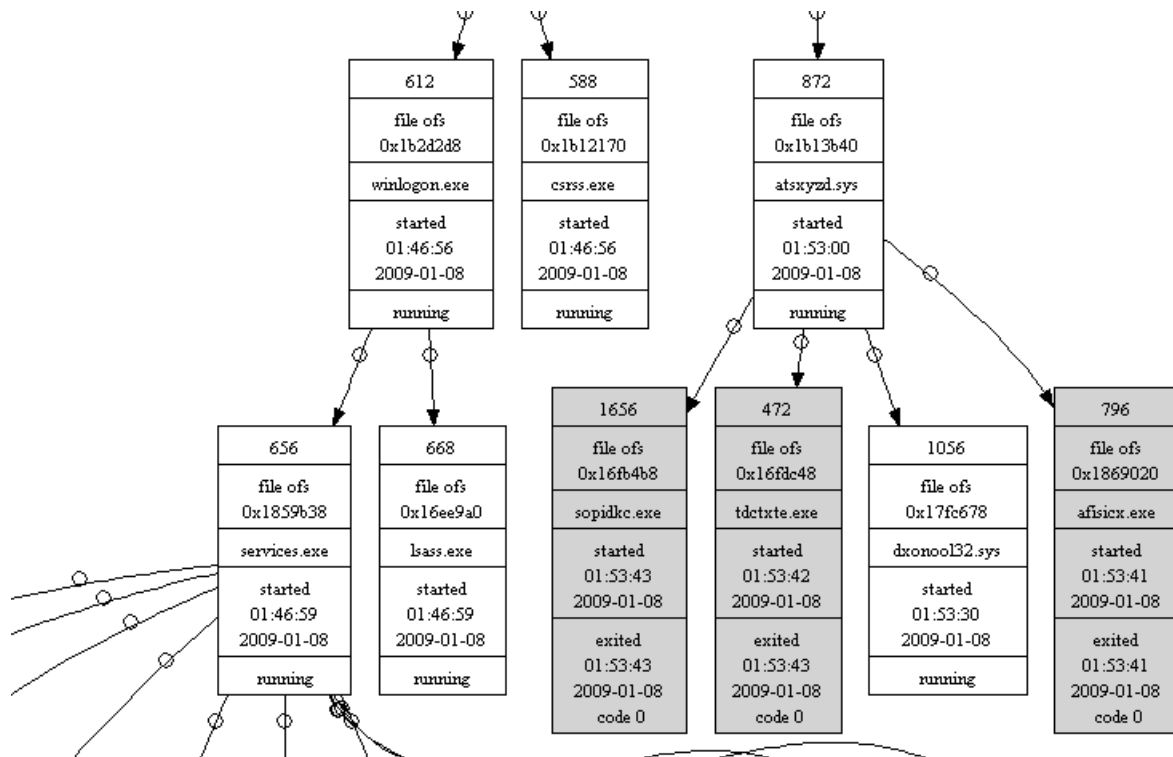 612
file ofs
0x1b2d2d8
winlogon.exe
started
01:46:56
2009-01-08
running
588
file ofs
0x1b12170
csrss.exe
started
01:46:56
2009-01-08
running
872
file ofs
0x1b13b40
atsxyzd.sys
started
01:53:00
2009-01-08
running
656
file ofs
0x1859b38
services.exe
started
01:46:59
2009-01-08
running
668
file ofs
0x16ee9a0
lsass.exe
started
01:46:59
2009-01-08
running
1656
file ofs
0x16fb4b8
sopidkc.exe
started
01:53:43
2009-01-08
exited
01:53:43
2009-01-08
code 0
472
file ofs
0x16fdc48
tdctxte.exe
started
01:53:42
2009-01-08
exited
01:53:43
2009-01-08
code 0
1056
file ofs
0x17fc678
dxonool32.sys
started
01:53:30
2009-01-08
running
796
file ofs
0x1869020
afisicx.exe
started
01:53:41
2009-01-08
exited
01:53:41
2009-01-08
code 0